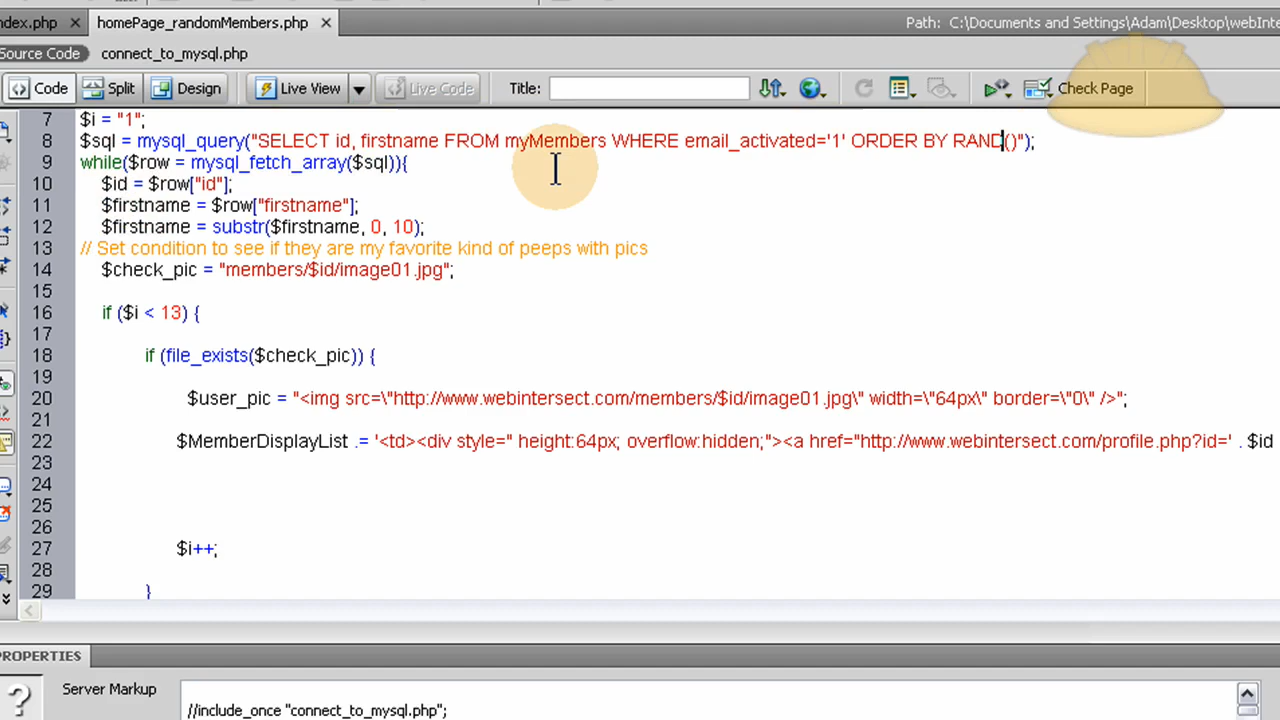 ndex.php homePage_randomMembers.php Path: C:\Documents and Settings\Adam\Desktop\webInte
Source Code connect_to_mysql.php
Code Split Design Live View Live Code Title: Check Page
7 $i = "1";
8 $sql = mysql_query("SELECT id, firstname FROM myMembers WHERE email_activated='1' ORDER BY RAND()");
9 while($row = mysql_fetch_array($sql)){
10 $id = $row["id"];
11 $firstname = $row["firstname"];
12 $firstname = substr($firstname, 0, 10);
13 // Set condition to see if they are my favorite kind of peeps with pics
14 $check_pic = "members/$id/image01.jpg";
15
16 if ($i < 13) {
17
18 if (file_exists($check_pic)) {
19
20 $user_pic = "<img src=\"http://www.webintersect.com/members/$id/image01.jpg\" width=\"64px\" border=\"0\" />";
21
22 $MemberDisplayList .= '<td><div style=" height:64px; overflow:hidden;"><a href="http://www.webintersect.com/profile.php?id=' . $id
23
24
25
26
27 $i++;
28
29 }
PROPERTIES
Server Markup //include_once "connect_to_mysql.php";